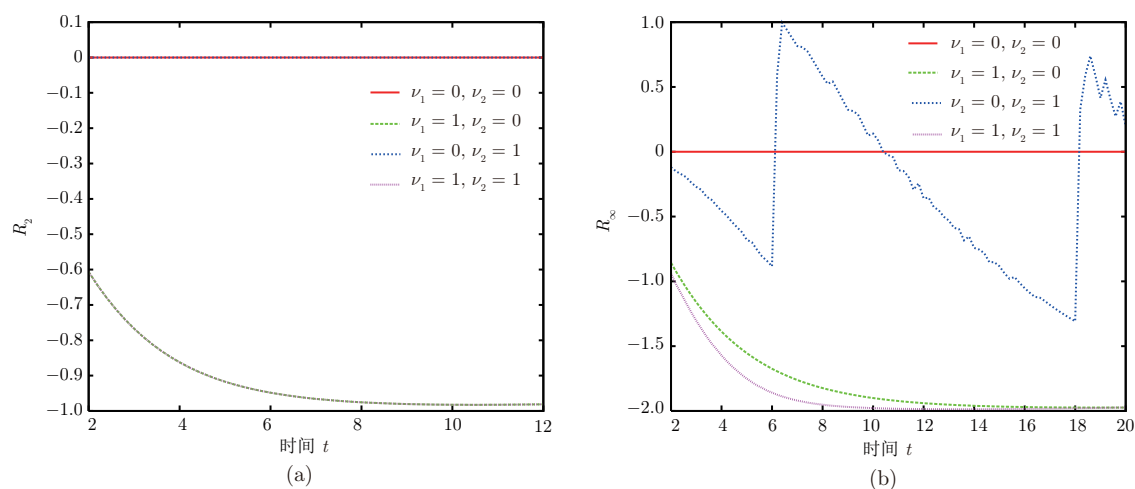 0.1
0
−0.1
−0.2
−0.3
−0.4
−0.5
−0.6
−0.7
−0.8
−0.9
−1.0
R₂
ν₁ = 0, ν₂ = 0
ν₁ = 1, ν₂ = 0
ν₁ = 0, ν₂ = 1
ν₁ = 1, ν₂ = 1
2 4 6 8 10 12
时间 t
(a)
1.0
0.5
0
−0.5
−1.0
−1.5
−2.0
R∞
ν₁ = 0, ν₂ = 0
ν₁ = 1, ν₂ = 0
ν₁ = 0, ν₂ = 1
ν₁ = 1, ν₂ = 1
2 4 6 8 10 12 14 16 18 20
时间 t
(b)